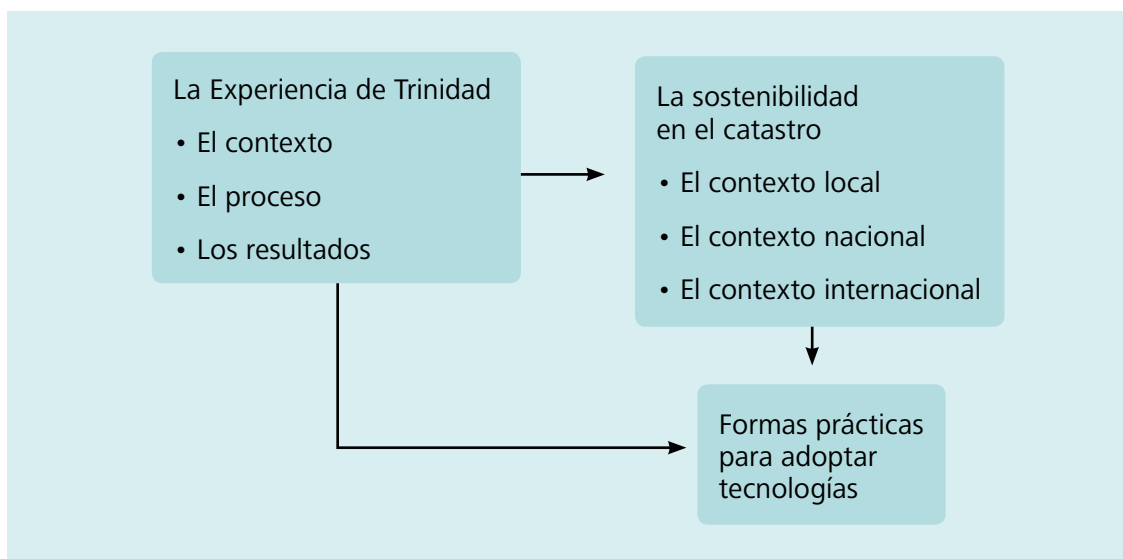 La Experiencia de Trinidad
• El contexto
• El proceso
• Los resultados
La sostenibilidad
en el catastro
• El contexto local
• El contexto nacional
• El contexto internacional
Formas prácticas
para adoptar
tecnologías